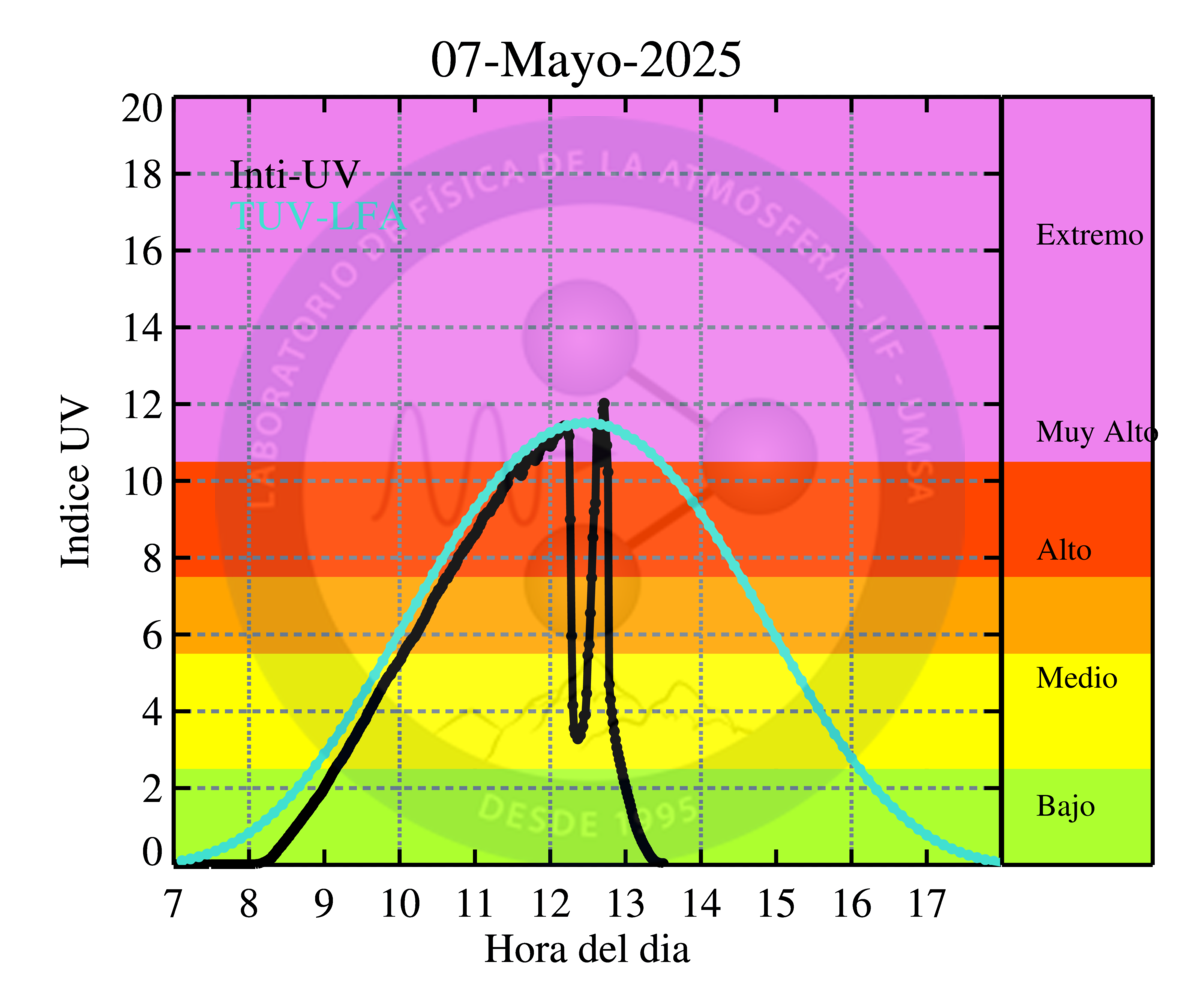 07-Mayo-2025
20
18
16
14
12
10
8
6
4
2
0
Indice UV
Inti-UV
TUV-LFA
LABORATORIO DE FÍSICA DE LA ATMÓSFERA - IIF - UMSA
DESDE 1995
Extremo
Muy Alto
Alto
Medio
Bajo
7 8 9 10 11 12 13 14 15 16 17
Hora del dia